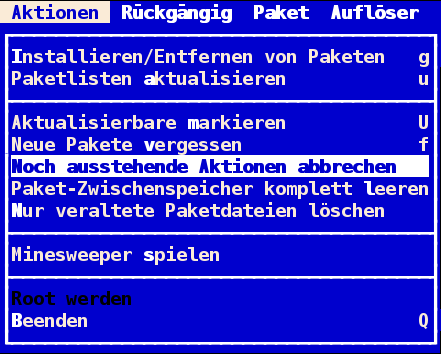 Aktionen Rückgängig Paket Auflöser
Installieren/Entfernen von Paketen g
Paketlisten aktualisieren u
Aktualisierbare markieren U
Neue Pakete vergessen f
Noch ausstehende Aktionen abbrechen
Paket-Zwischenspeicher komplett leeren
Nur veraltete Paketdateien löschen
Minesweeper spielen
Root werden
Beenden Q